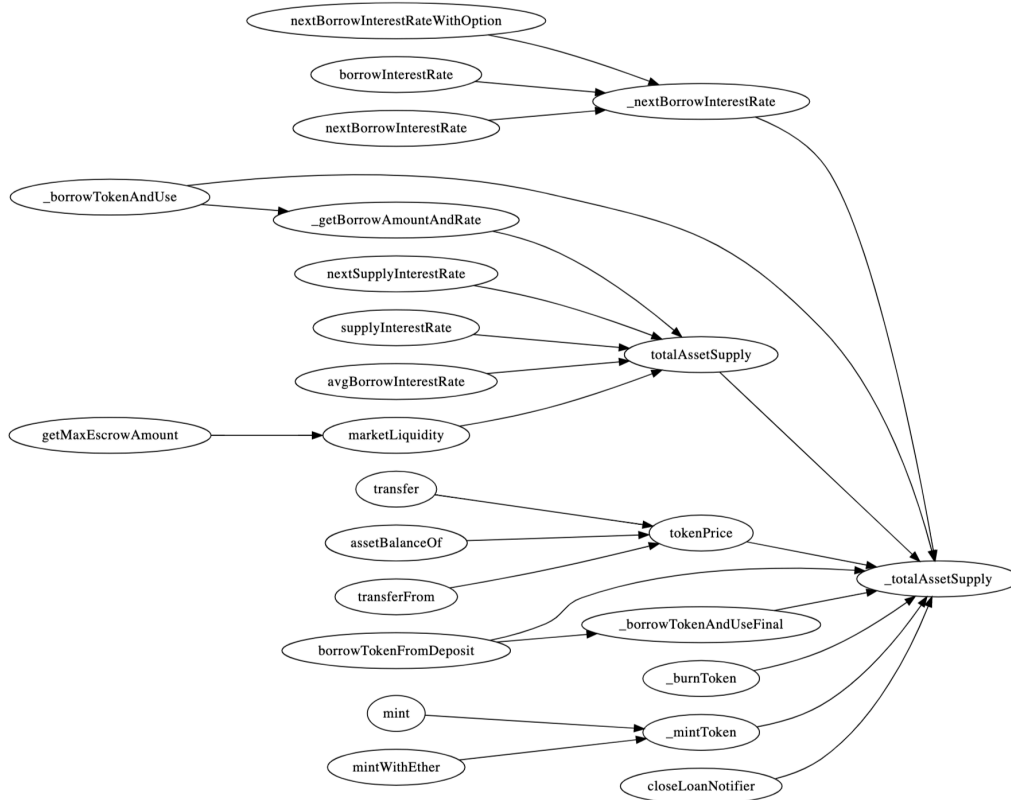 nextBorrowInterestRateWithOption
borrowInterestRate
_nextBorrowInterestRate
nextBorrowInterestRate
_borrowTokenAndUse
_getBorrowAmountAndRate
nextSupplyInterestRate
supplyInterestRate
totalAssetSupply
avgBorrowInterestRate
getMaxEscrowAmount
marketLiquidity
transfer
tokenPrice
assetBalanceOf
_totalAssetSupply
transferFrom
_borrowTokenAndUseFinal
borrowTokenFromDeposit
_burnToken
mint
_mintToken
mintWithEther
closeLoanNotifier